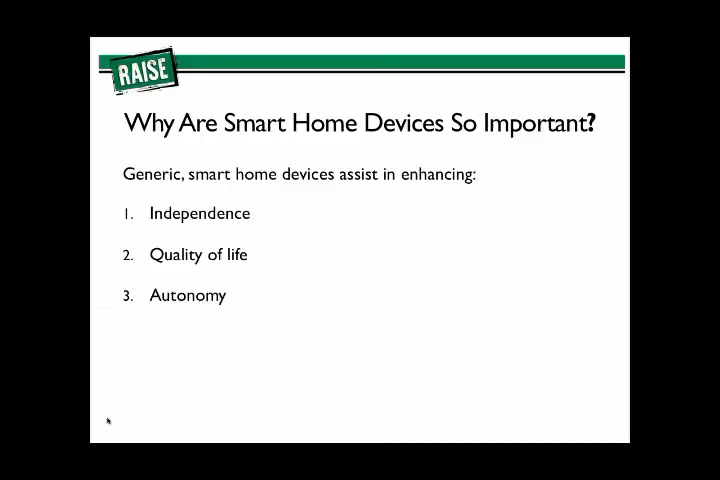 RAISE
Why Are Smart Home Devices So Important?
Generic, smart home devices assist in enhancing:
1. Independence
2. Quality of life
3. Autonomy